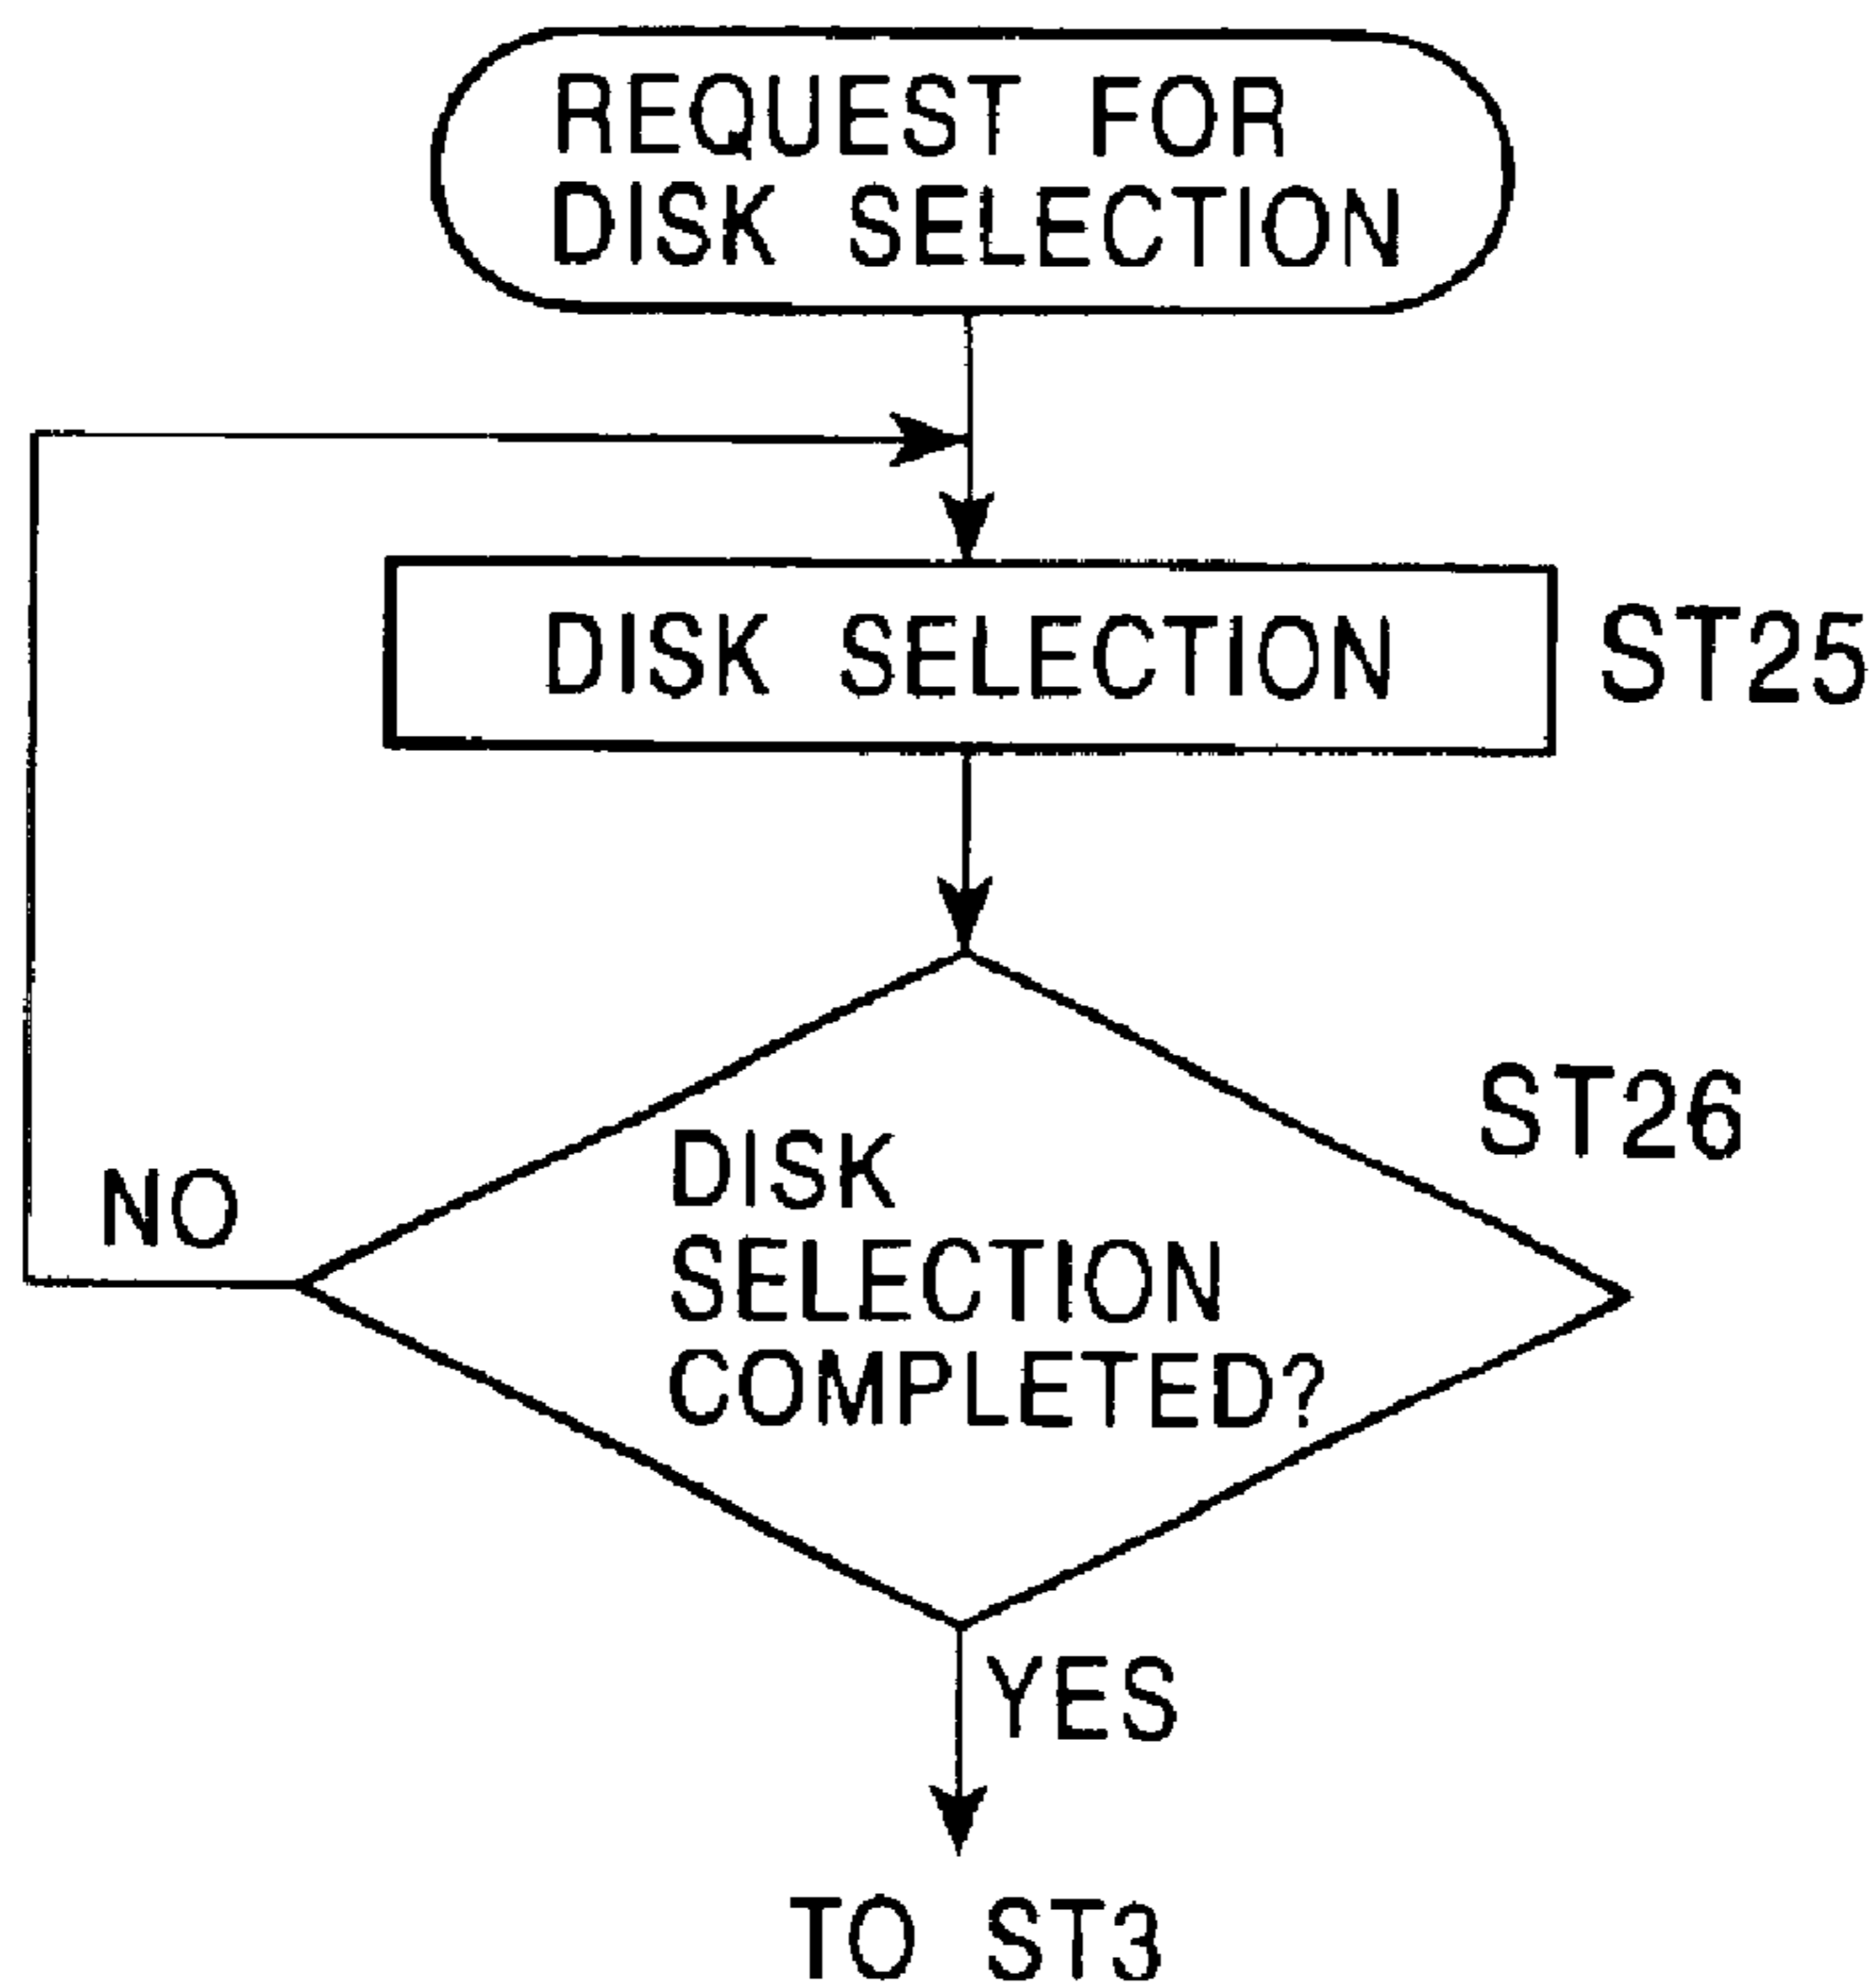 REQUEST FOR
DISK SELECTION
DISK SELECTION
ST25
ST26
DISK
SELECTION
COMPLETED?
NO
YES
TO ST3